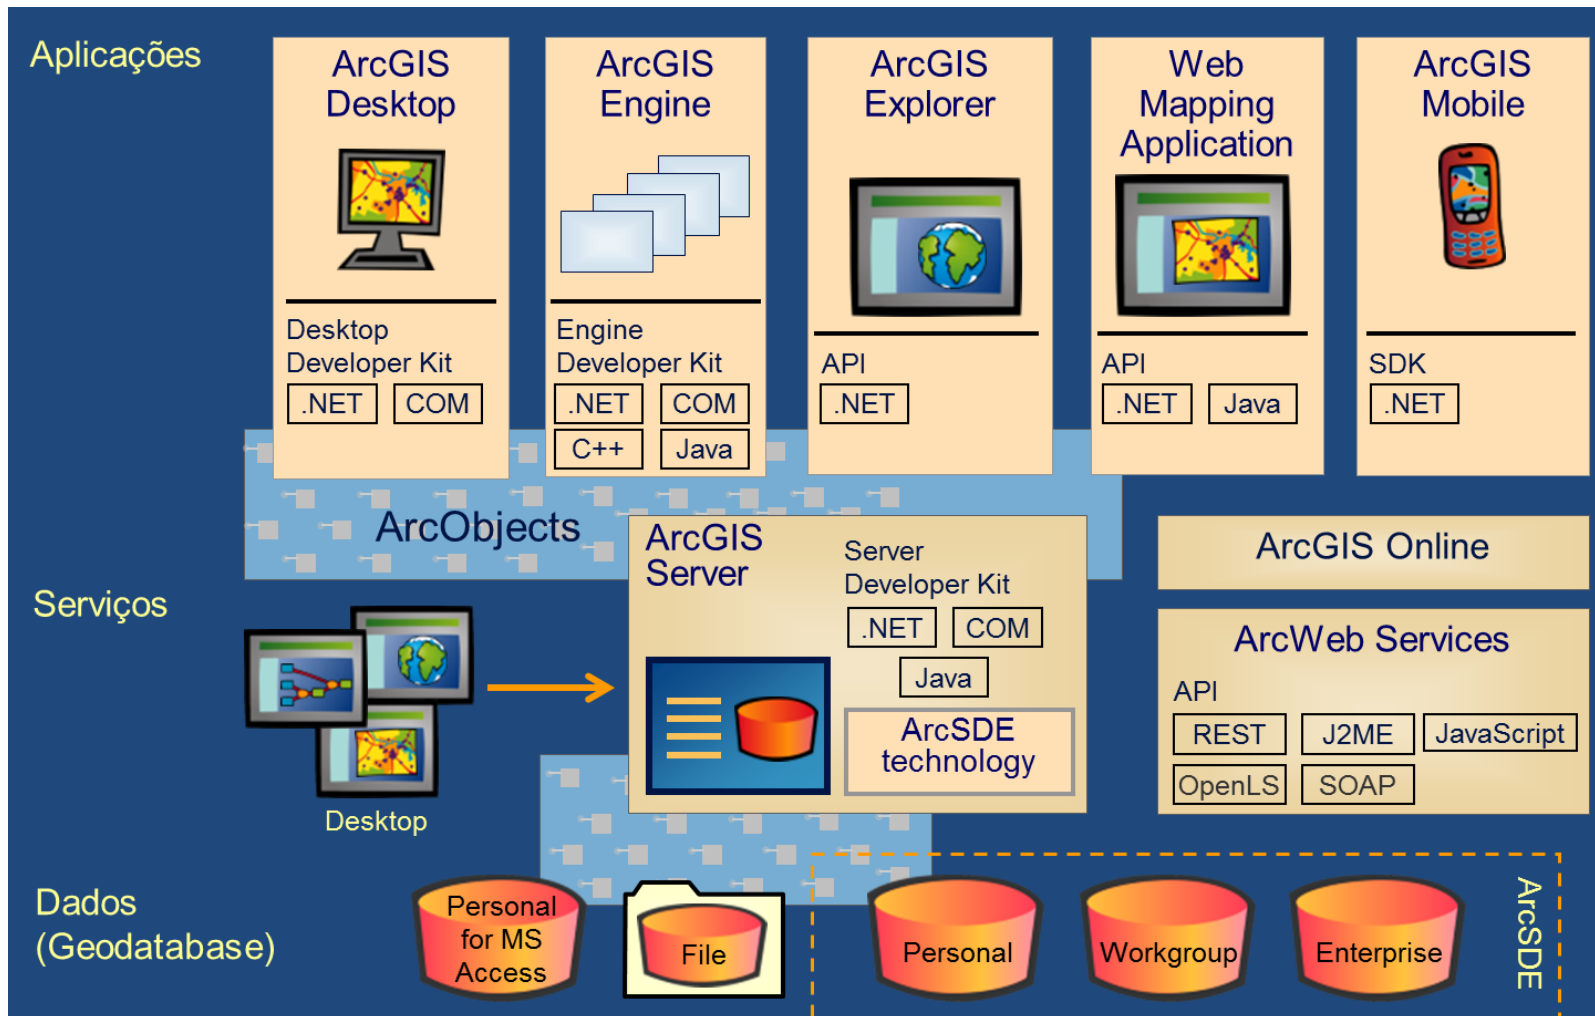 Aplicações
ArcGIS
Desktop
Desktop
Developer Kit
.NET COM
ArcGIS
Engine
Engine
Developer Kit
.NET COM
C++ Java
ArcGIS
Explorer
API
.NET
Web
Mapping
Application
API
.NET Java
ArcGIS
Mobile
SDK
.NET
ArcObjects
Serviços
Desktop
ArcGIS
Server
Server
Developer Kit
.NET COM
Java
ArcSDE
technology
ArcGIS Online
ArcWeb Services
API
REST J2ME JavaScript
OpenLS SOAP
Dados
(Geodatabase)
Personal
for MS
Access
File
Personal
Workgroup
Enterprise
ArcSDE